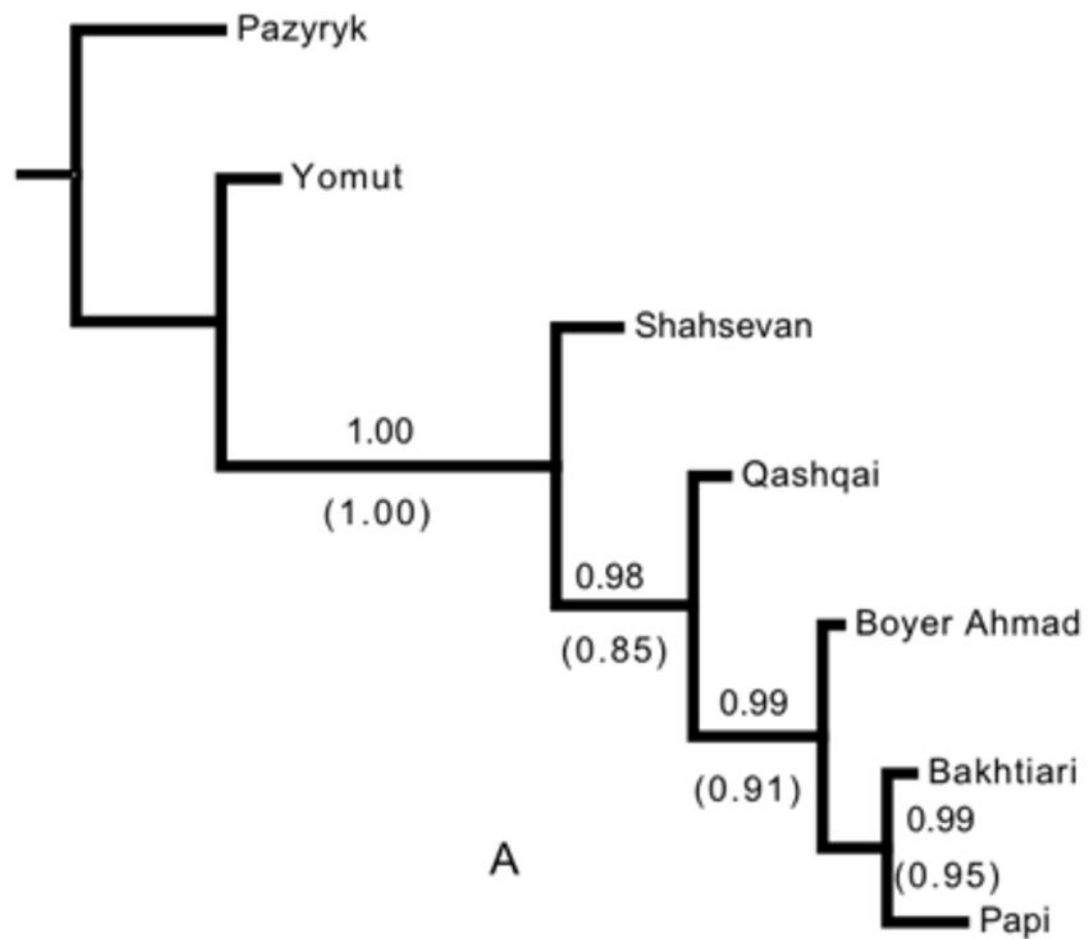 Pazyryk
Yomut
Shahsevan
1.00
Qashqai
(1.00)
0.98
Boyer Ahmad
(0.85)
0.99
Bakhtiari
(0.91)
0.99
A
(0.95)
Papi